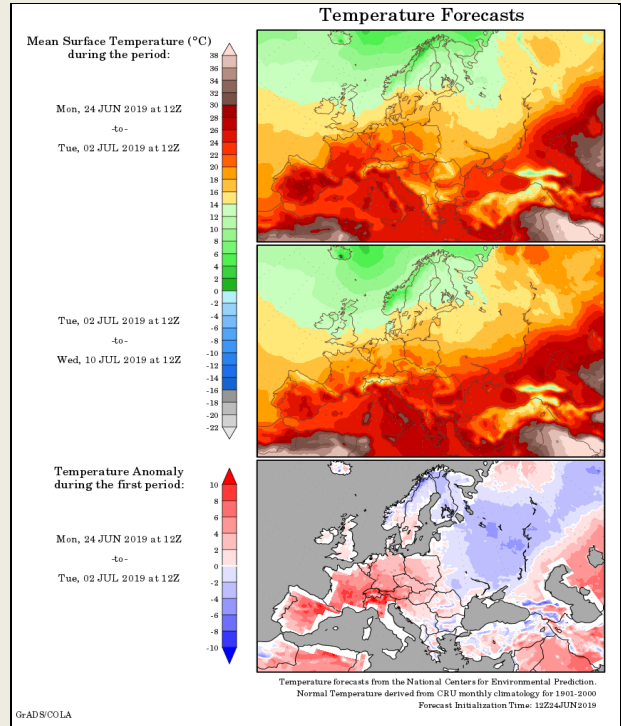 Temperature Forecasts
Mean Surface Temperature (°C)
during the period:
Mon, 24 JUN 2019 at 12Z
-to-
Tue, 02 JUL 2019 at 12Z
38
36
34
32
30
28
26
24
22
20
18
16
14
12
10
8
6
4
2
0
-2
-4
-6
-8
-10
-12
-14
-16
-18
-20
-22
Tue, 02 JUL 2019 at 12Z
-to-
Wed, 10 JUL 2019 at 12Z
Temperature Anomaly
during the first period:
Mon, 24 JUN 2019 at 12Z
-to-
Tue, 02 JUL 2019 at 12Z
10
8
6
4
2
0
-2
-4
-6
-8
-10
Temperature forecasts from the National Centers for Environmental Prediction.
Normal Temperature derived from CRU monthly climatology for 1901-2000
Forecast Initialization Time: 12Z24JUN2019
GrADS/COLA